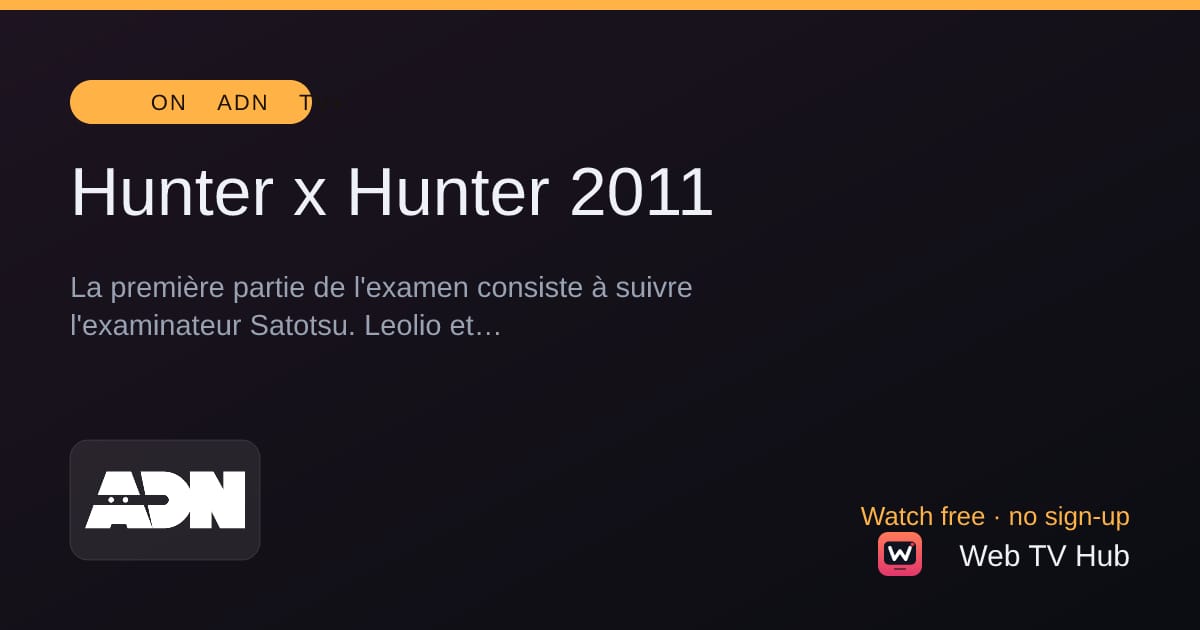 ON ADN
Hunter x Hunter 2011
La première partie de l'examen consiste à suivre
l'examinateur Satotsu. Leolio et…
ADN
Watch free · no sign-up
W
Web TV Hub